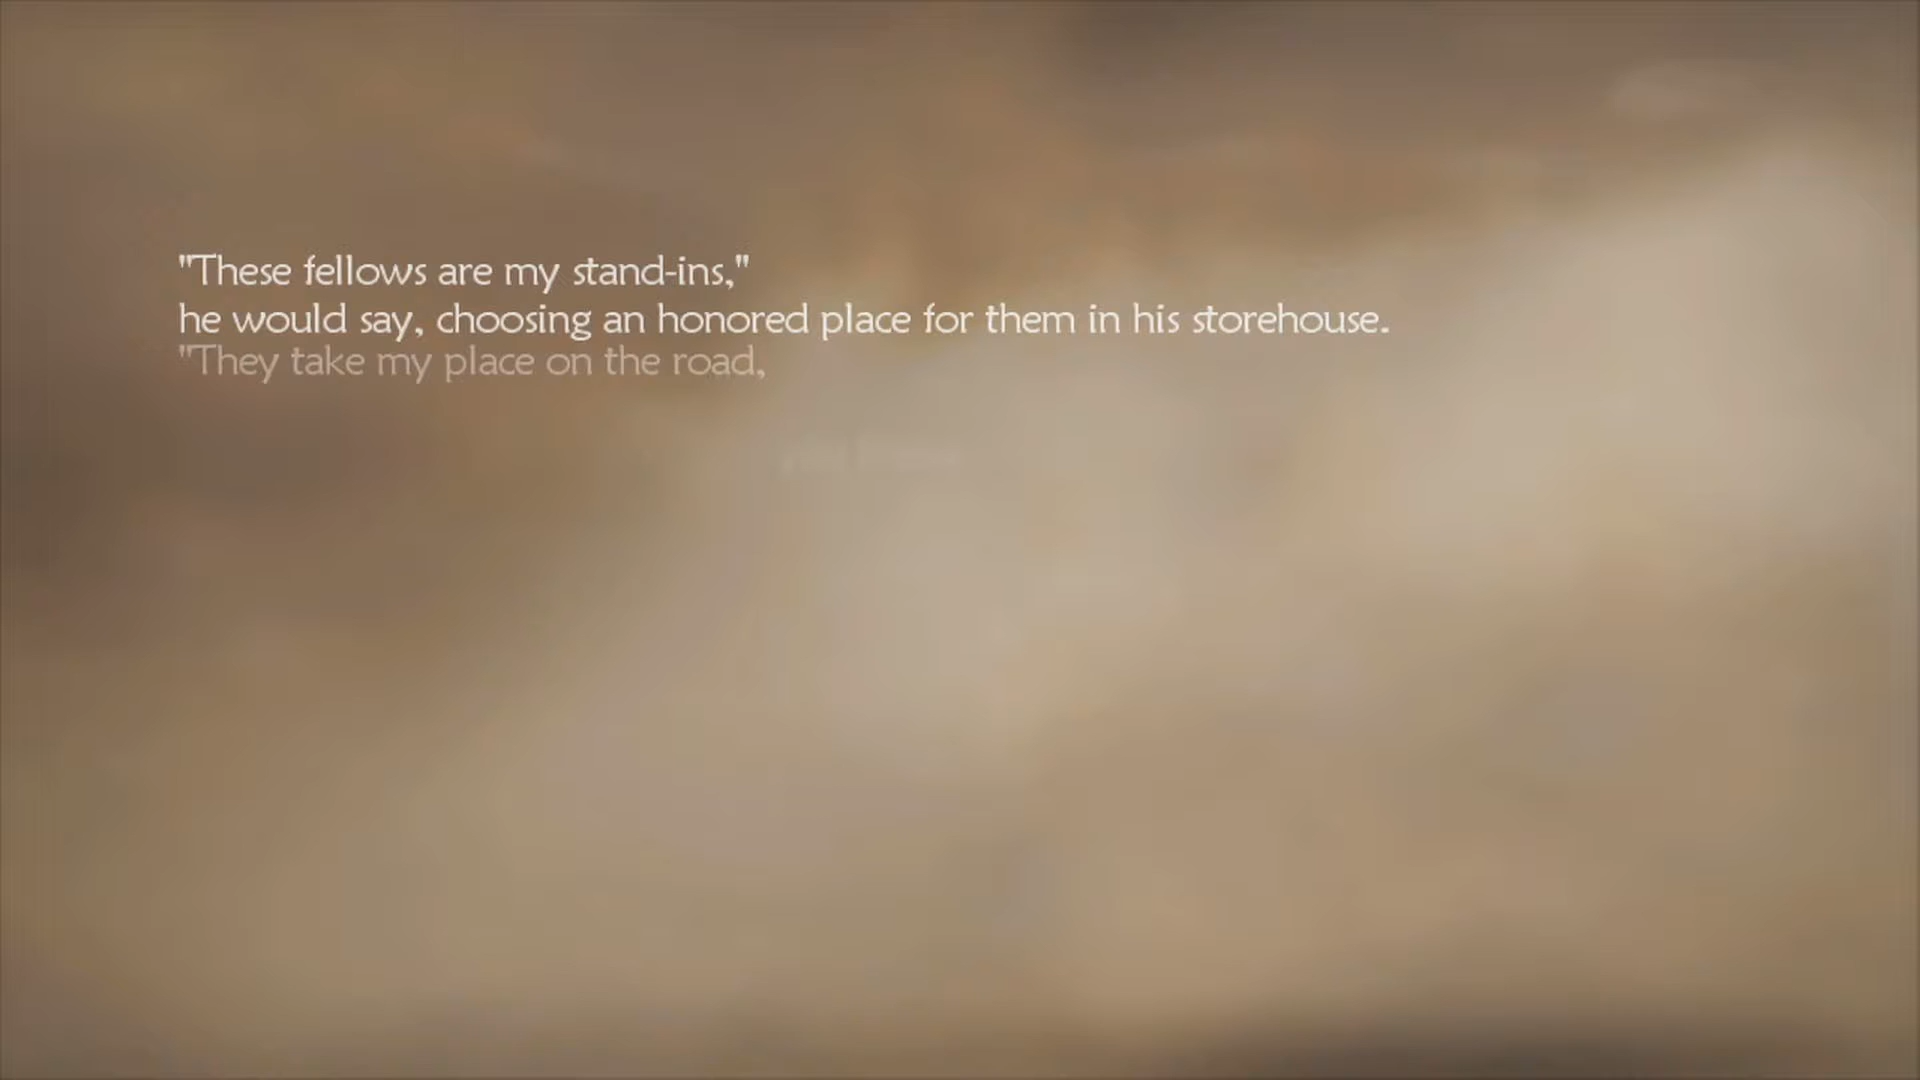 "These fellows are my stand-ins,"
he would say, choosing an honored place for them in his storehouse.
"They take my place on the road,